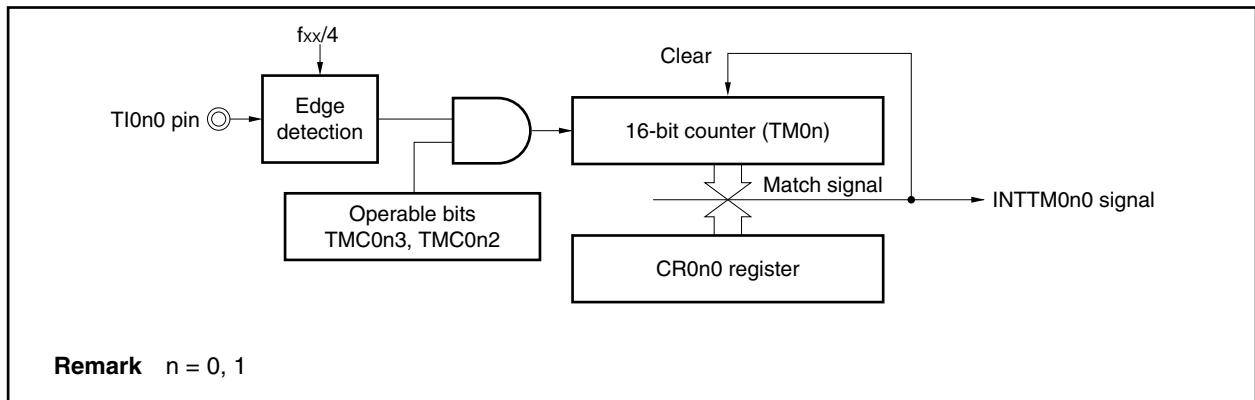 fxx/4
Clear
TI0n0 pin
Edge
detection
16-bit counter (TM0n)
Match signal
INTTM0n0 signal
Operable bits
TMC0n3, TMC0n2
CR0n0 register
Remark n = 0, 1